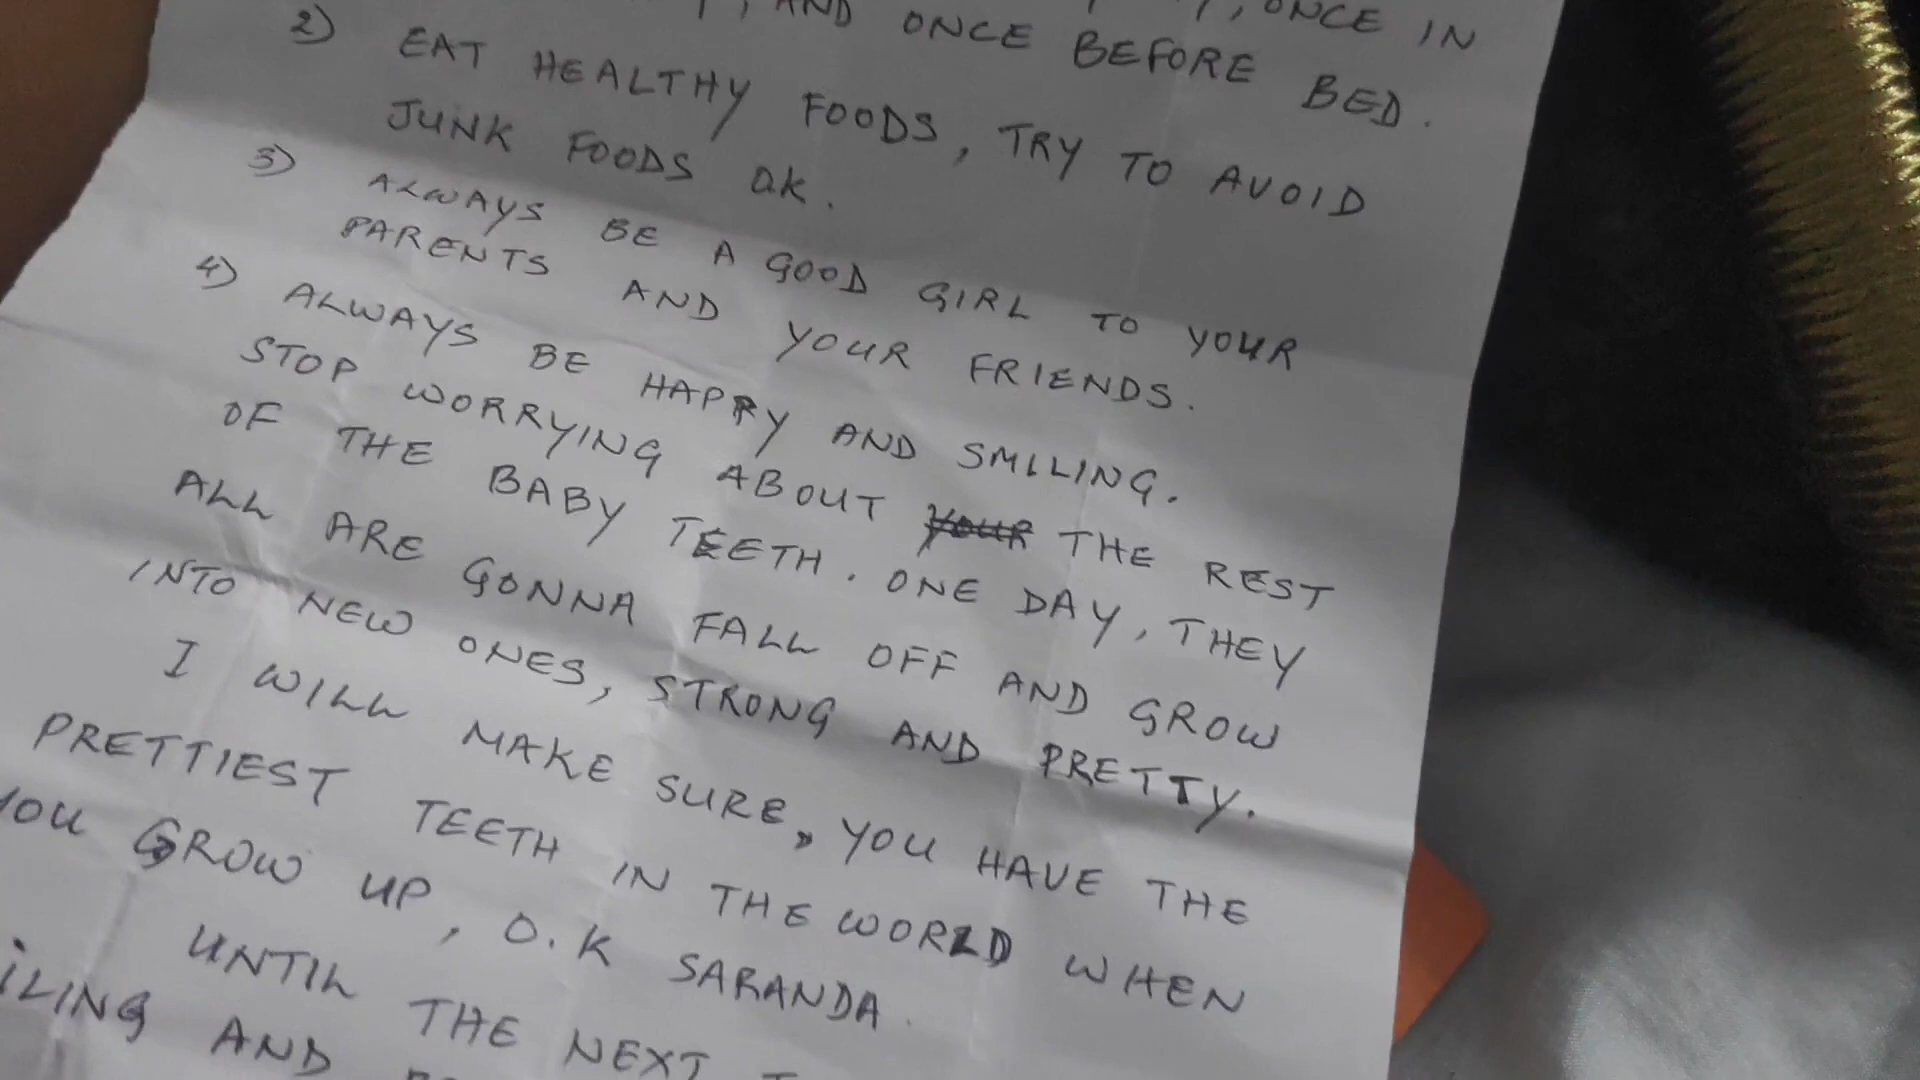 , AND ONCE BEFORE BED.
, ONCE IN
2) EAT HEALTHY FOODS, TRY TO AVOID
JUNK FOODS OK.
3) ALWAYS BE A GOOD GIRL TO YOUR
PARENTS AND YOUR FRIENDS.
4) ALWAYS BE HAPPY AND SMILING.
STOP WORRYING ABOUT THE REST
OF THE BABY TEETH. ONE DAY, THEY
ALL ARE GONNA FALL OFF AND GROW
INTO NEW ONES, STRONG AND PRETTY.
I WILL MAKE SURE, YOU HAVE THE
PRETTIEST TEETH IN THE WORLD WHEN
YOU GROW UP, O.K SARANDA.
UNTIL THE NEXT
ILING AND